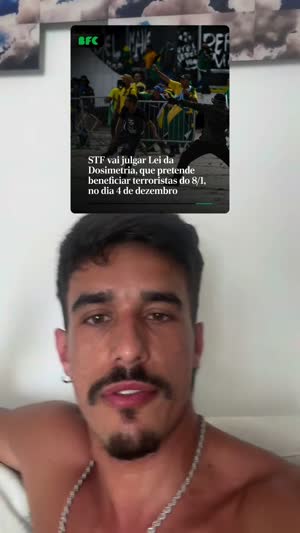 BFC
STF vai julgar Lei da
Dosimetria, que pretende
beneficiar terroristas do 8/1,
no dia 4 de dezembro